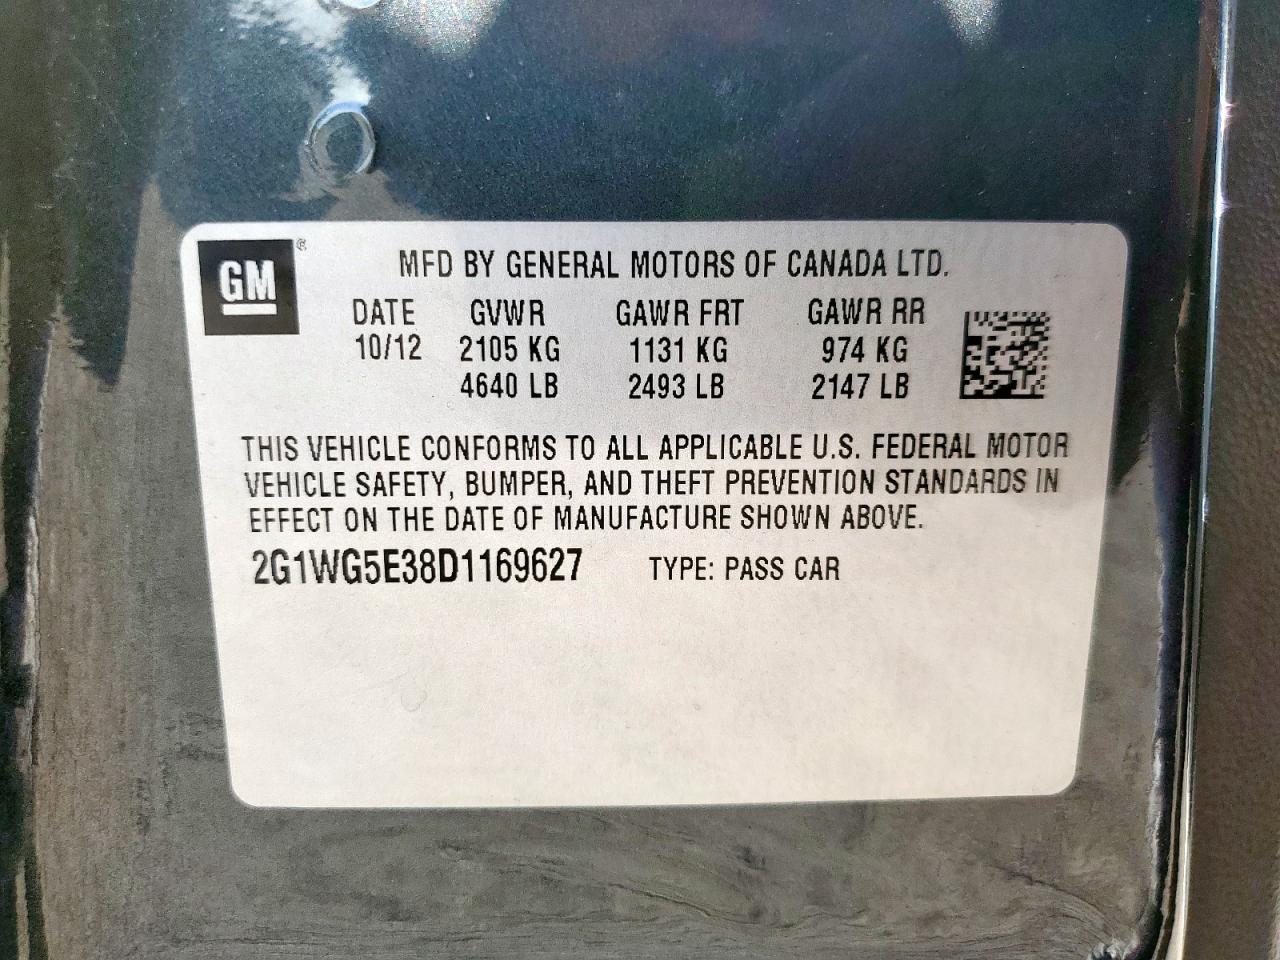 GM ®
MFD BY GENERAL MOTORS OF CANADA LTD.
DATE GVWR GAWR FRT GAWR RR
10/12 2105 KG 1131 KG 974 KG
4640 LB 2493 LB 2147 LB
THIS VEHICLE CONFORMS TO ALL APPLICABLE U.S. FEDERAL MOTOR
VEHICLE SAFETY, BUMPER, AND THEFT PREVENTION STANDARDS IN
EFFECT ON THE DATE OF MANUFACTURE SHOWN ABOVE.
2G1WG5E38D1169627 TYPE: PASS CAR